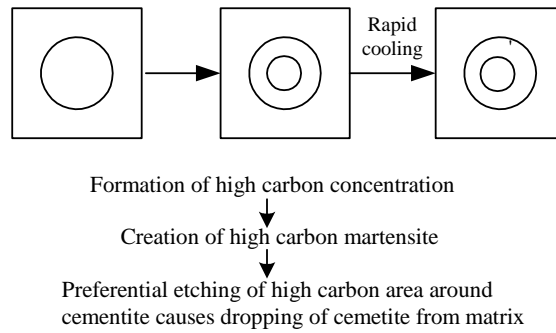 Rapid
cooling
Formation of high carbon concentration
Creation of high carbon martensite
Preferential etching of high carbon area around
cementite causes dropping of cemetite from matrix